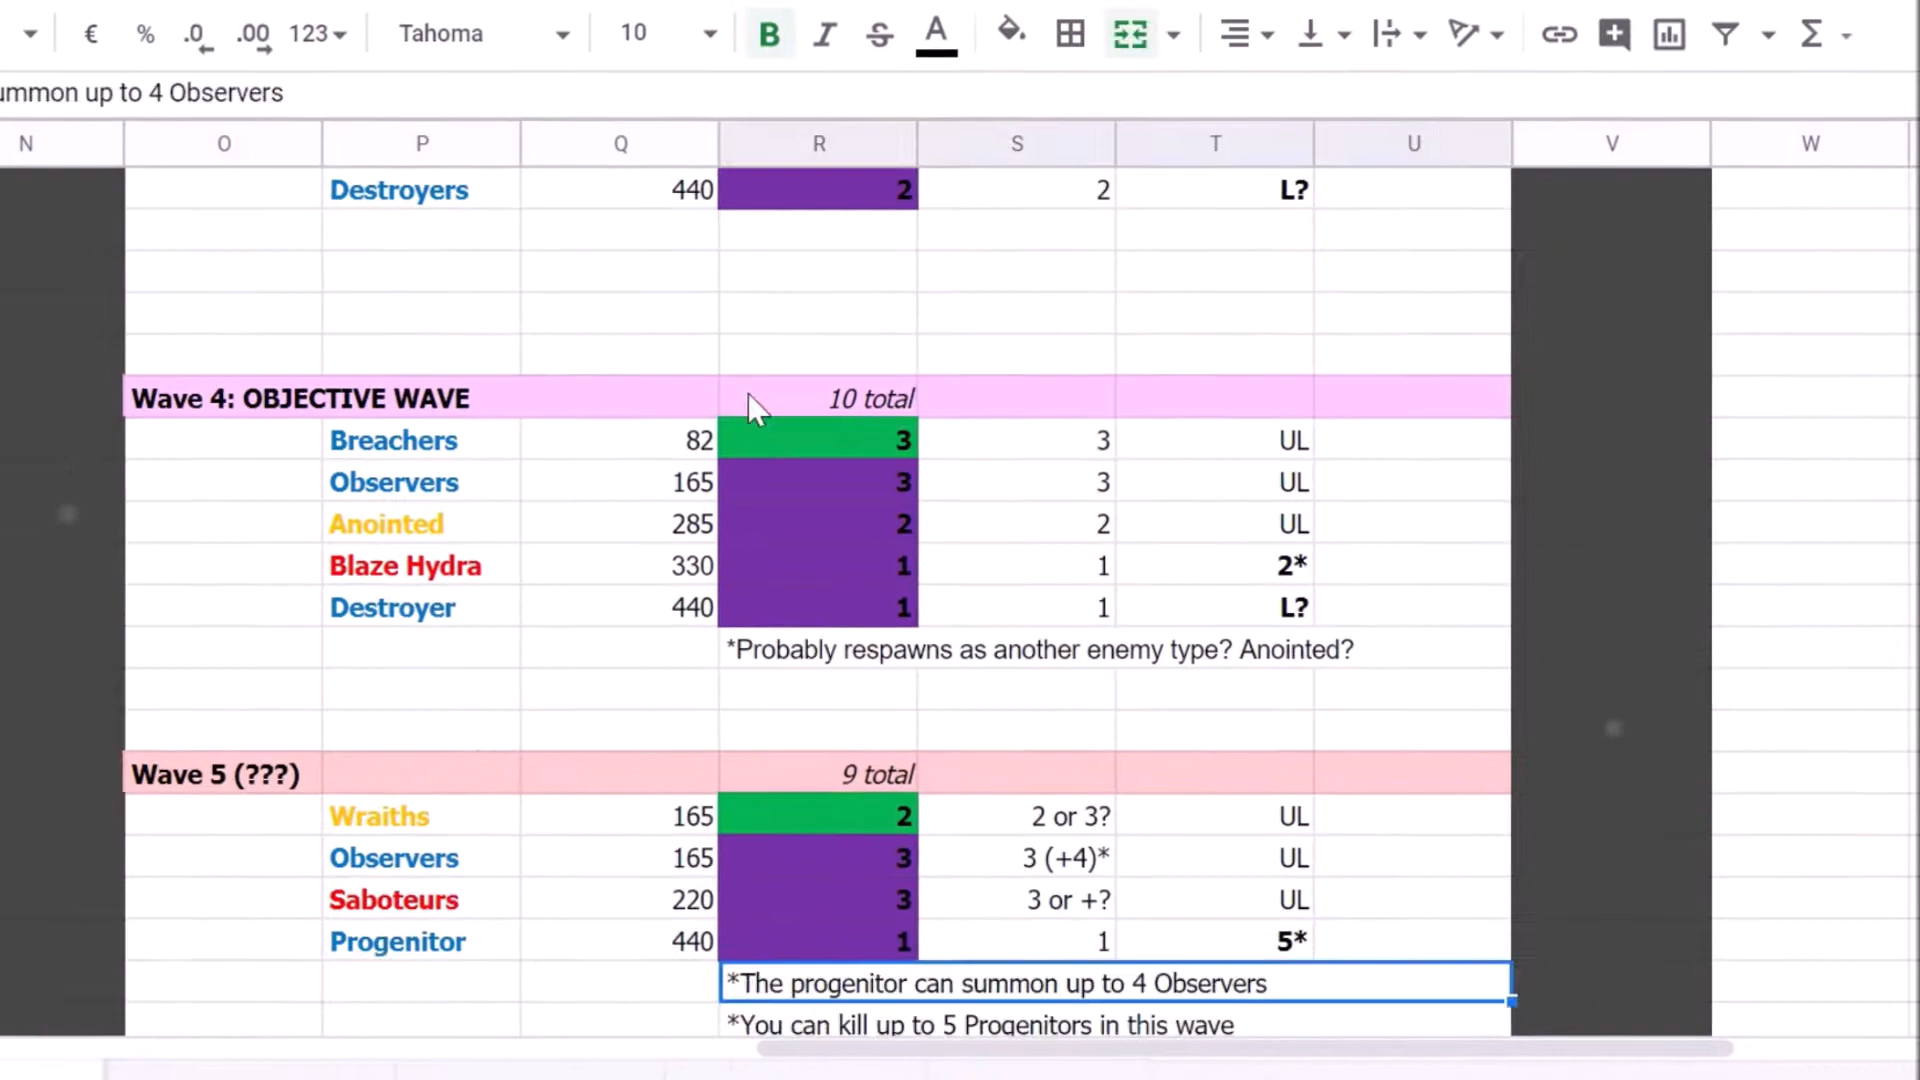 € % .0 .00 123 Tahoma 10 B I S A Σ
ummon up to 4 Observers
N O P Q R S T U V W
Destroyers 440 2 2 L?
Wave 4: OBJECTIVE WAVE 10 total
Breachers 82 3 3 UL
Observers 165 3 3 UL
Anointed 285 2 2 UL
Blaze Hydra 330 1 1 2*
Destroyer 440 1 1 L?
*Probably respawns as another enemy type? Anointed?
Wave 5 (???) 9 total
Wraiths 165 2 2 or 3? UL
Observers 165 3 3 (+4)* UL
Saboteurs 220 3 3 or +? UL
Progenitor 440 1 1 5*
*The progenitor can summon up to 4 Observers
*You can kill up to 5 Progenitors in this wave